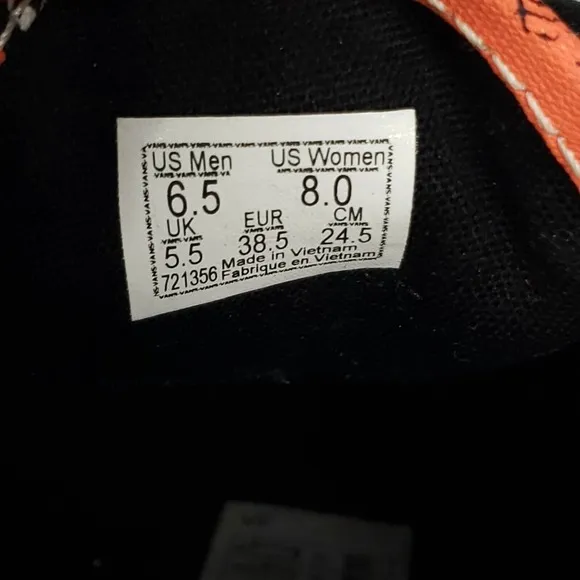 US Men US Women
6.5 8.0
UK EUR CM
5.5 38.5 24.5
Made in Vietnam
721356 Fabrique en Vietnam